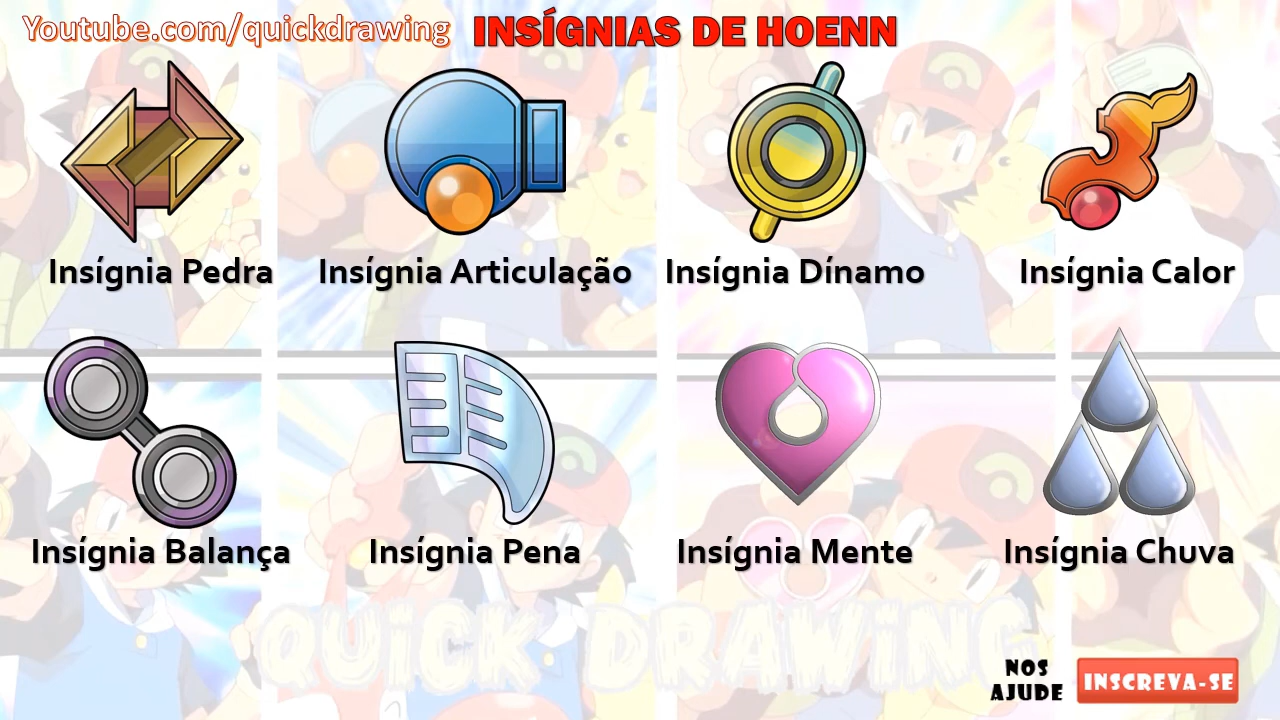 Youtube.com/quickdrawing
INSÍGNIAS DE HOENN
Insígnia Pedra
Insígnia Articulação
Insígnia Dínamo
Insígnia Calor
Insígnia Balança
Insígnia Pena
Insígnia Mente
Insígnia Chuva
QUiCK DRAWiNG
NOS
AJUDE
INSCREVA-SE